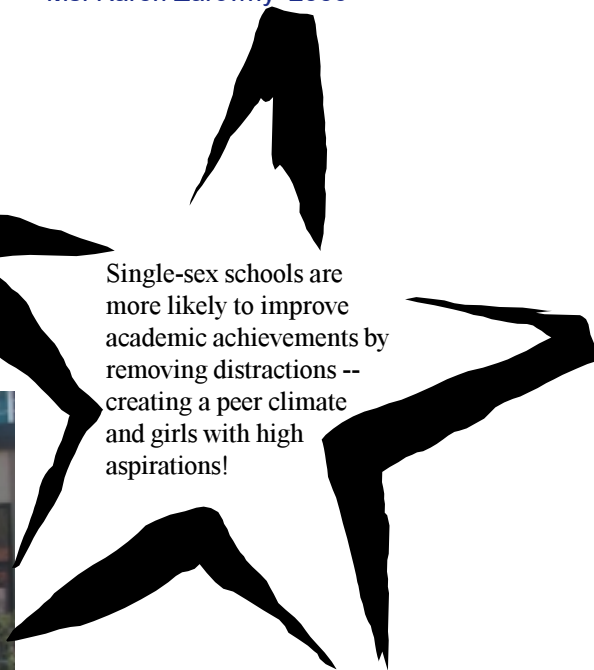 Single-sex schools are
more likely to improve
academic achievements by
removing distractions --
creating a peer climate
and girls with high
aspirations!